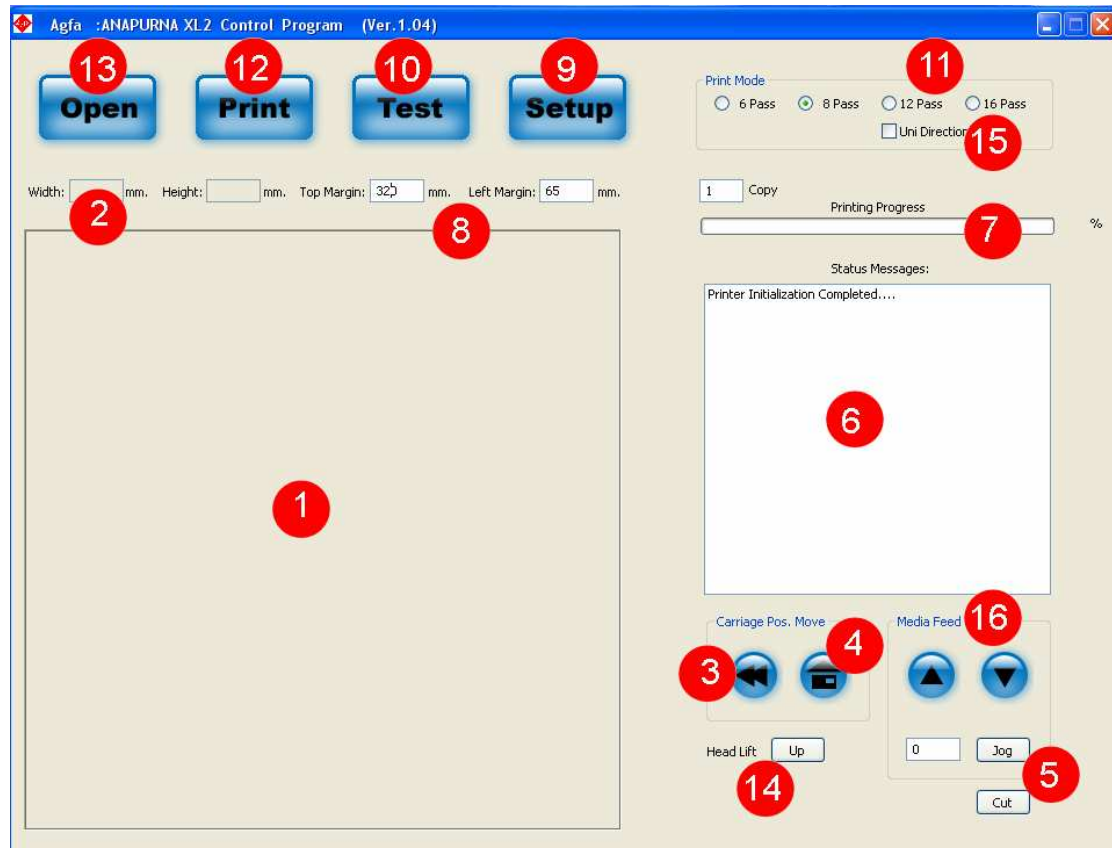 Agfa :ANAPURNA XL2 Control Program (Ver.1.04)
13 12 10 9 11
Open Print Test Setup
Print Mode
6 Pass 8 Pass 12 Pass 16 Pass
Uni Direction
15
Width: mm. Height: mm. Top Margin: 32 mm. Left Margin: 65 mm.
2 8
1 Copy
Printing Progress
7 %
Status Messages:
Printer Initialization Completed....
6
1
Carriage Pos. Move Media Feed 16
3 4
Head Lift Up 0 Jog
14 5
Cut